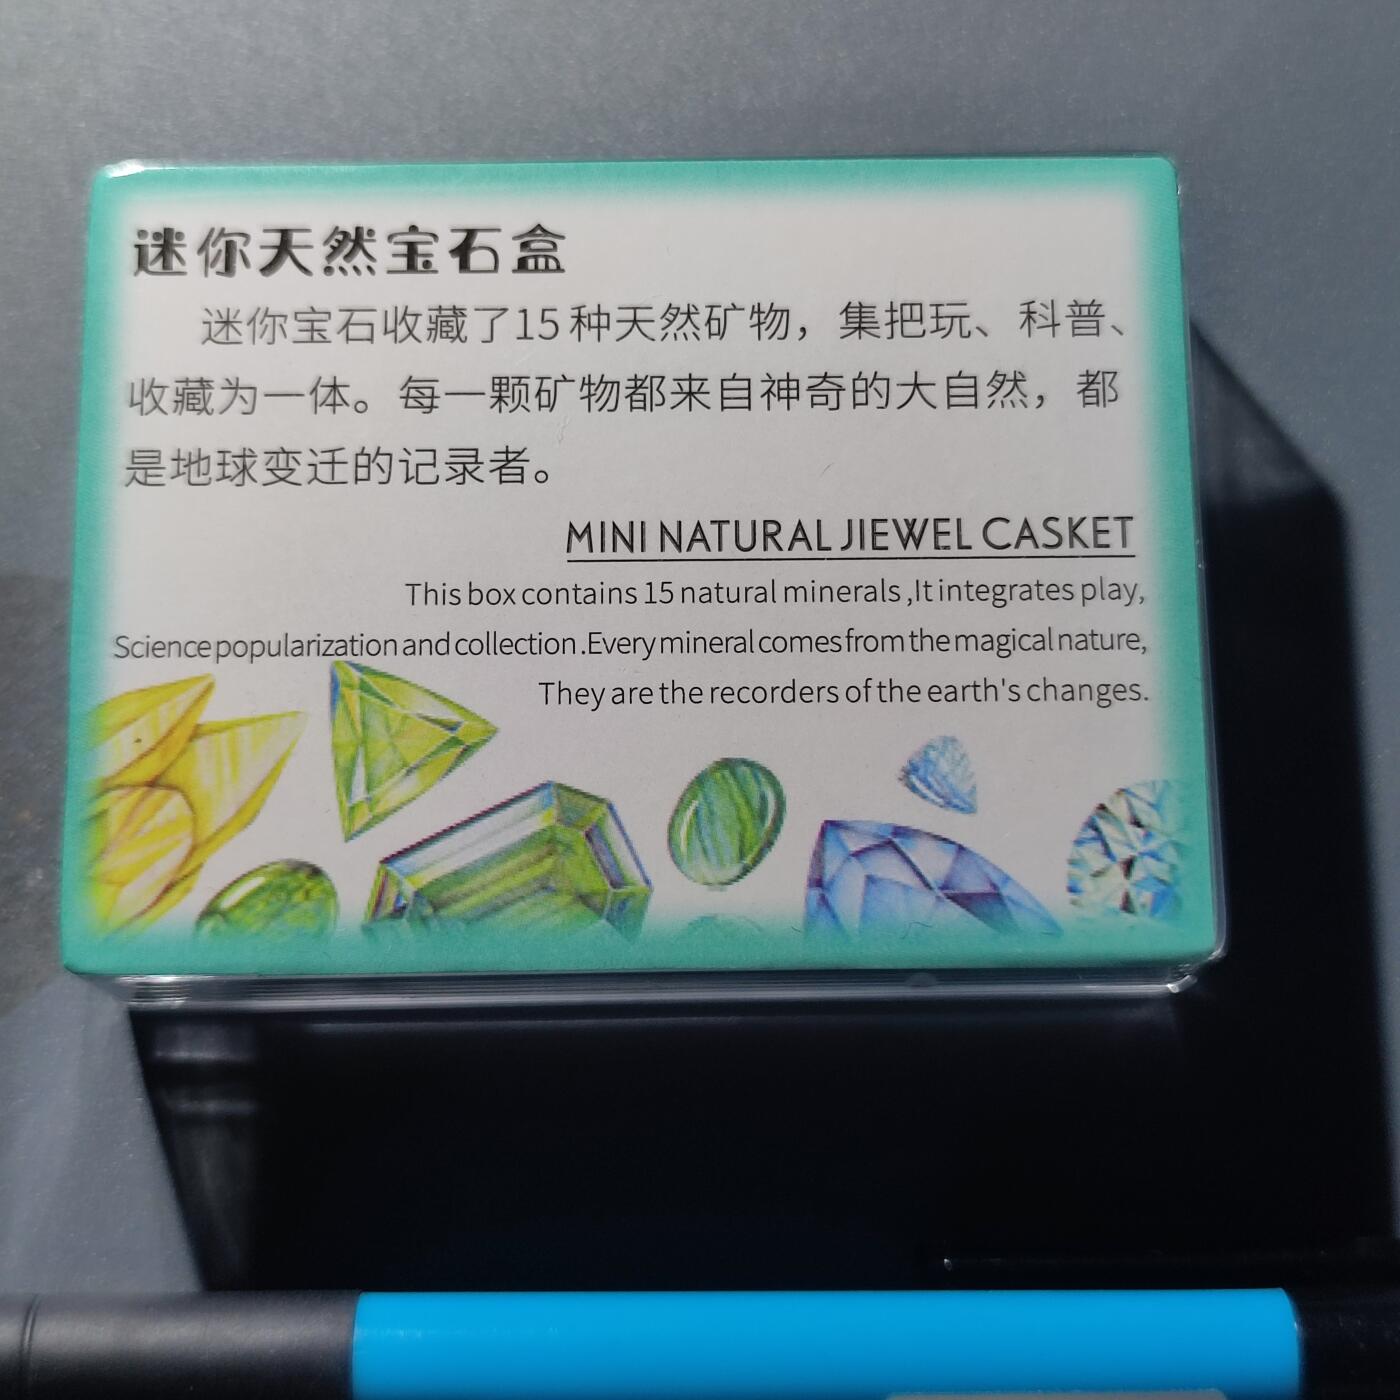 迷你天然宝石盒
迷你宝石收藏了15种天然矿物，集把玩、科普、
收藏为一体。每一颗矿物都来自神奇的大自然，都
是地球变迁的记录者。
MINI NATURAL JIEWEL CASKET
This box contains 15 natural minerals ,It integrates play,
Science popularization and collection .Every mineral comes from the magical nature,
They are the recorders of the earth's changes.